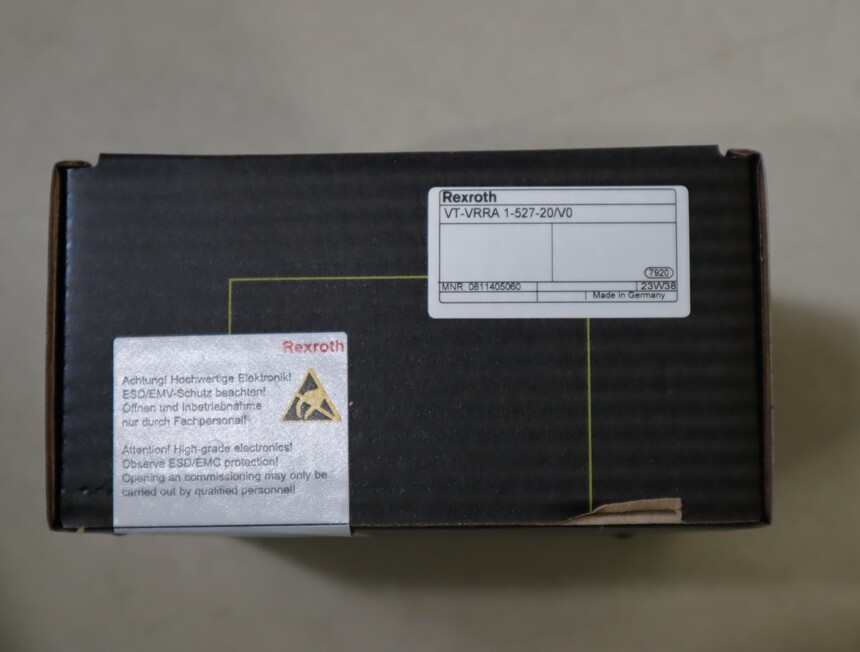 Rexroth
VT-VRRA 1-527-20/V0
7920
MNR: 0811405060
23W38
Made in Germany
Rexroth
Achtung! Hochwertige Elektronik!
ESD/EMV-Schutz beachten!
Öffnen und Inbetriebnahme
nur durch Fachpersonal!
Attention! High-grade electronics!
Observe ESD/EMC protection!
Opening an commissioning may only be
carried out by qualified personnel!